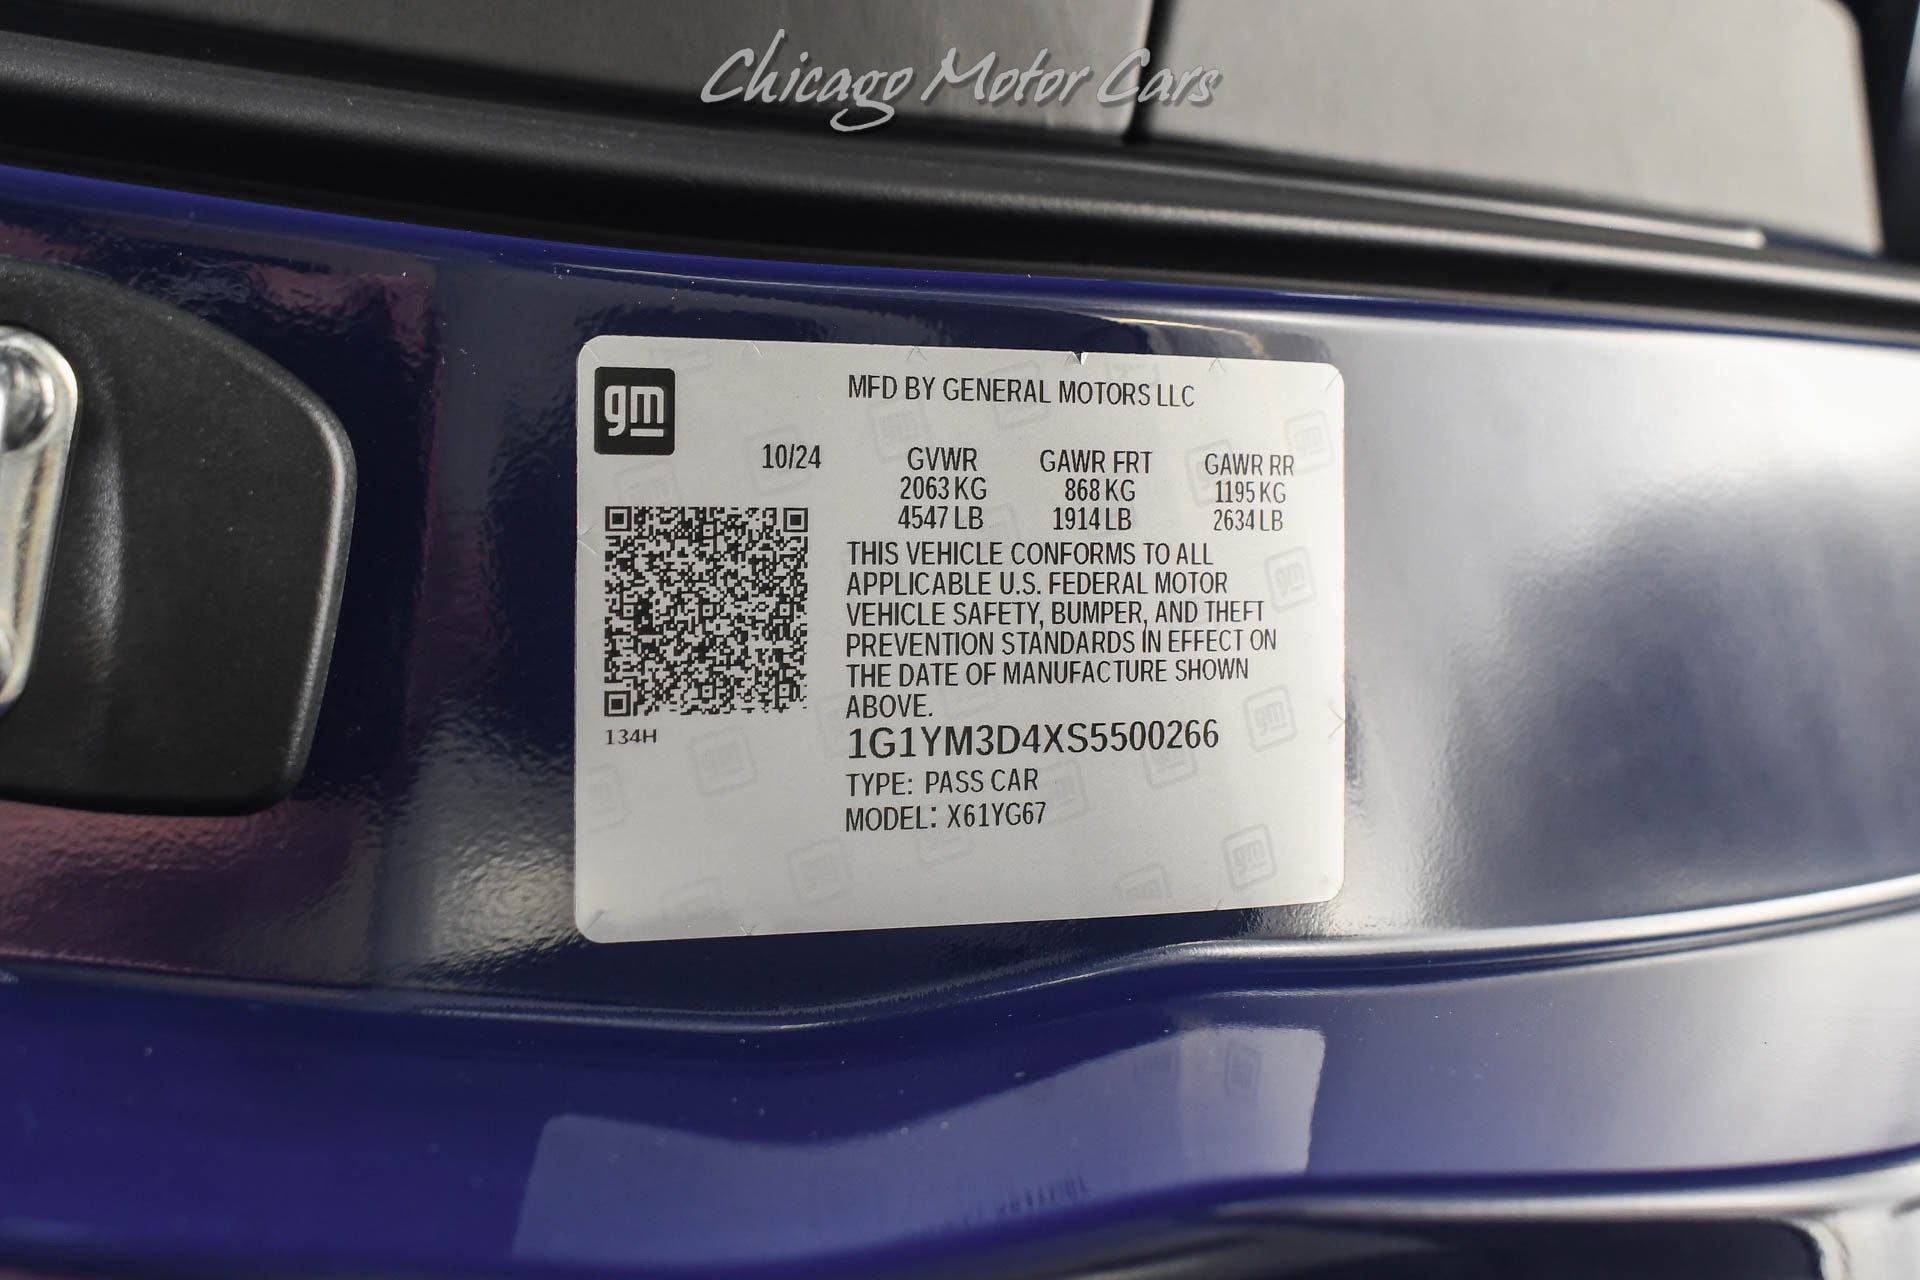 Chicago Motor Cars
gm
MFD BY GENERAL MOTORS LLC
10/24 GVWR GAWR FRT GAWR RR
2063 KG 868 KG 1195 KG
4547 LB 1914 LB 2634 LB
THIS VEHICLE CONFORMS TO ALL
APPLICABLE U.S. FEDERAL MOTOR
VEHICLE SAFETY, BUMPER, AND THEFT
PREVENTION STANDARDS IN EFFECT ON
THE DATE OF MANUFACTURE SHOWN
ABOVE.
134H
1G1YM3D4XS5500266
TYPE: PASS CAR
MODEL: X61YG67